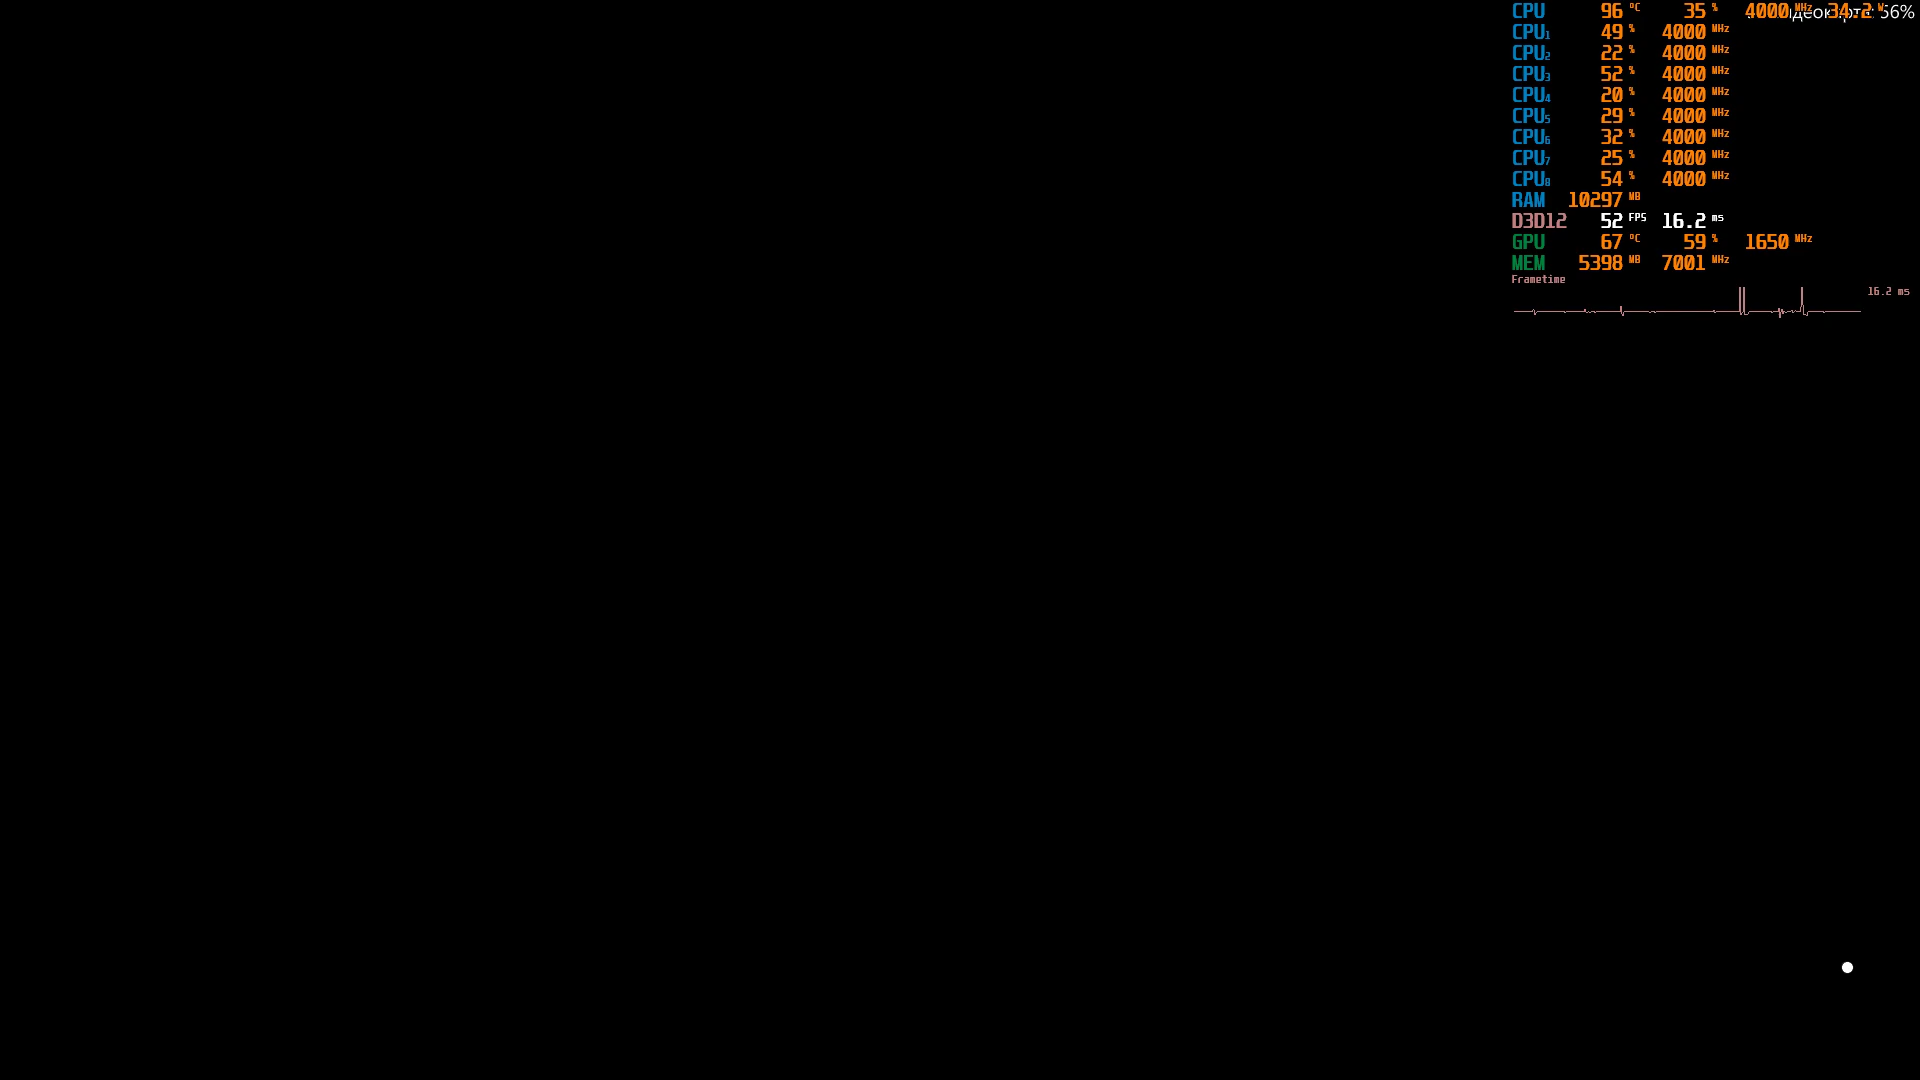 CPU 96 °C 35 % 4000 MHz 34.2 W 56%
CPU1 49 % 4000 MHz
CPU2 22 % 4000 MHz
CPU3 52 % 4000 MHz
CPU4 20 % 4000 MHz
CPU5 29 % 4000 MHz
CPU6 32 % 4000 MHz
CPU7 25 % 4000 MHz
CPU8 54 % 4000 MHz
RAM 10297 MB
D3D12 52 FPS 16.2 ms
GPU 67 °C 59 % 1650 MHz
MEM 5398 MB 7001 MHz
Frametime
16.2 ms